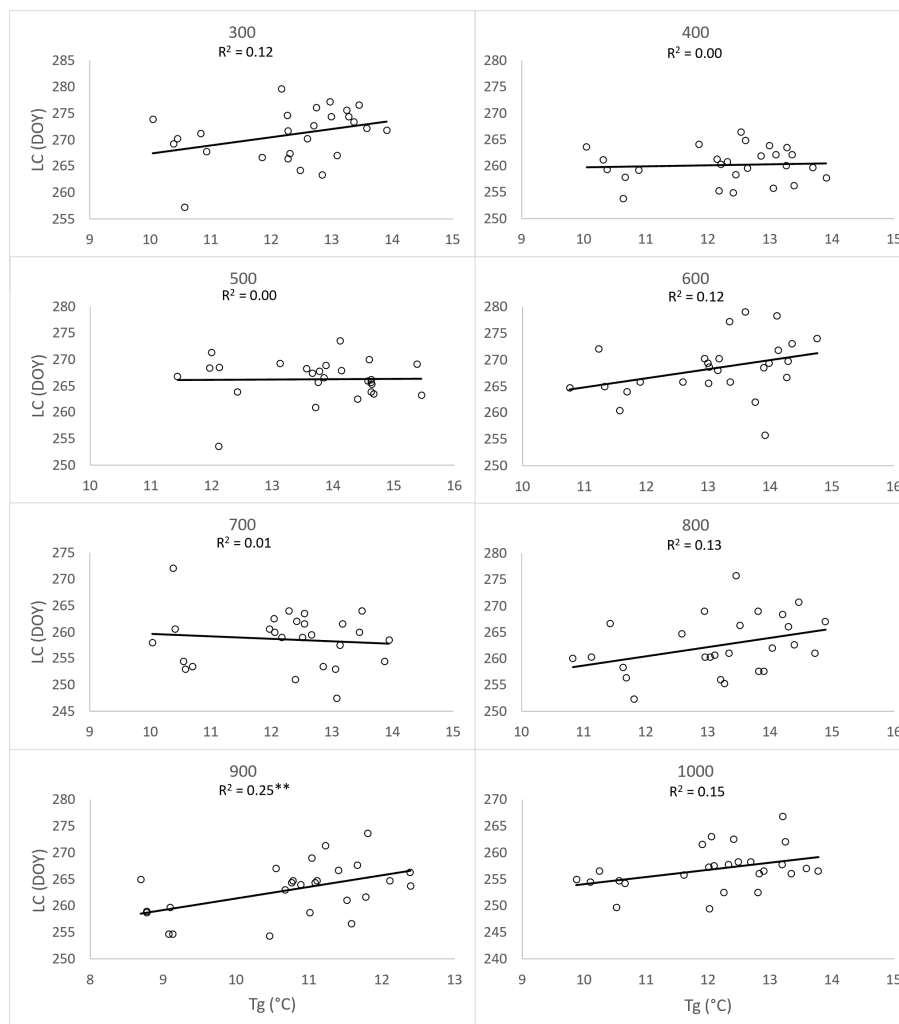 300
R² = 0.12
LC (DOY)
285
280
275
270
265
260
255
9 10 11 12 13 14 15
400
R² = 0.00
280
275
270
265
260
255
250
9 10 11 12 13 14 15
500
R² = 0.00
LC (DOY)
280
275
270
265
260
255
250
10 11 12 13 14 15 16
600
R² = 0.12
280
275
270
265
260
255
250
10 11 12 13 14 15 16
700
R² = 0.01
LC (DOY)
275
270
265
260
255
250
245
9 10 11 12 13 14 15
800
R² = 0.13
280
275
270
265
260
255
250
10 11 12 13 14 15 16
900
R² = 0.25**
LC (DOY)
280
275
270
265
260
255
250
8 9 10 11 12 13
Tg (°C)
1000
R² = 0.15
270
265
260
255
250
245
240
9 10 11 12 13 14 15
Tg (°C)